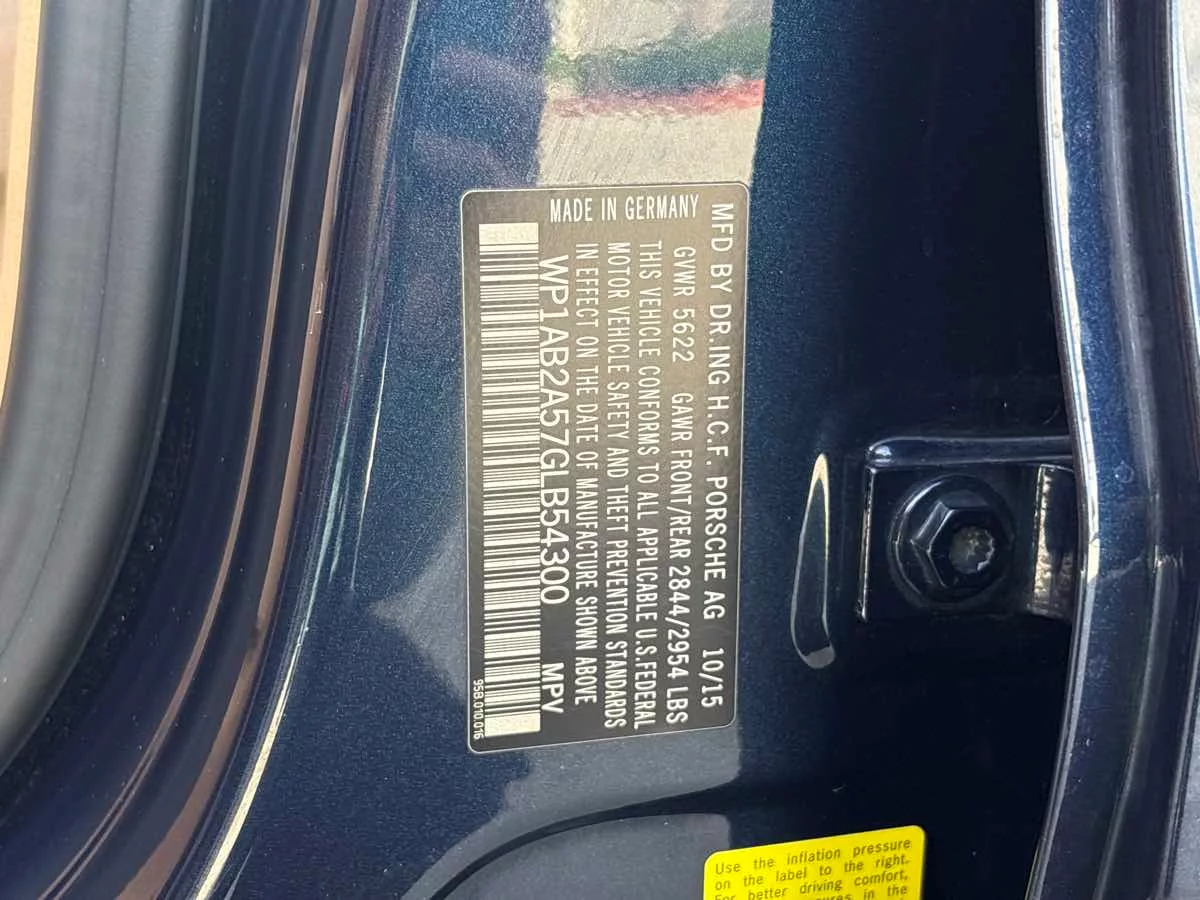 MFD BY DR.ING H.C.F. PORSCHE AG 10/15
MADE IN GERMANY
GVWR 5622 GAWR FRONT/REAR 2844/2954 LBS
THIS VEHICLE CONFORMS TO ALL APPLICABLE U.S.FEDERAL
MOTOR VEHICLE SAFETY AND THEFT PREVENTION STANDARDS
IN EFFECT ON THE DATE OF MANUFACTURE SHOWN ABOVE
WP1AB2A57GLB54300 MPV
95B.010.016
Use the inflation pressure
on the label to the right.
For better driving comfort,
in the